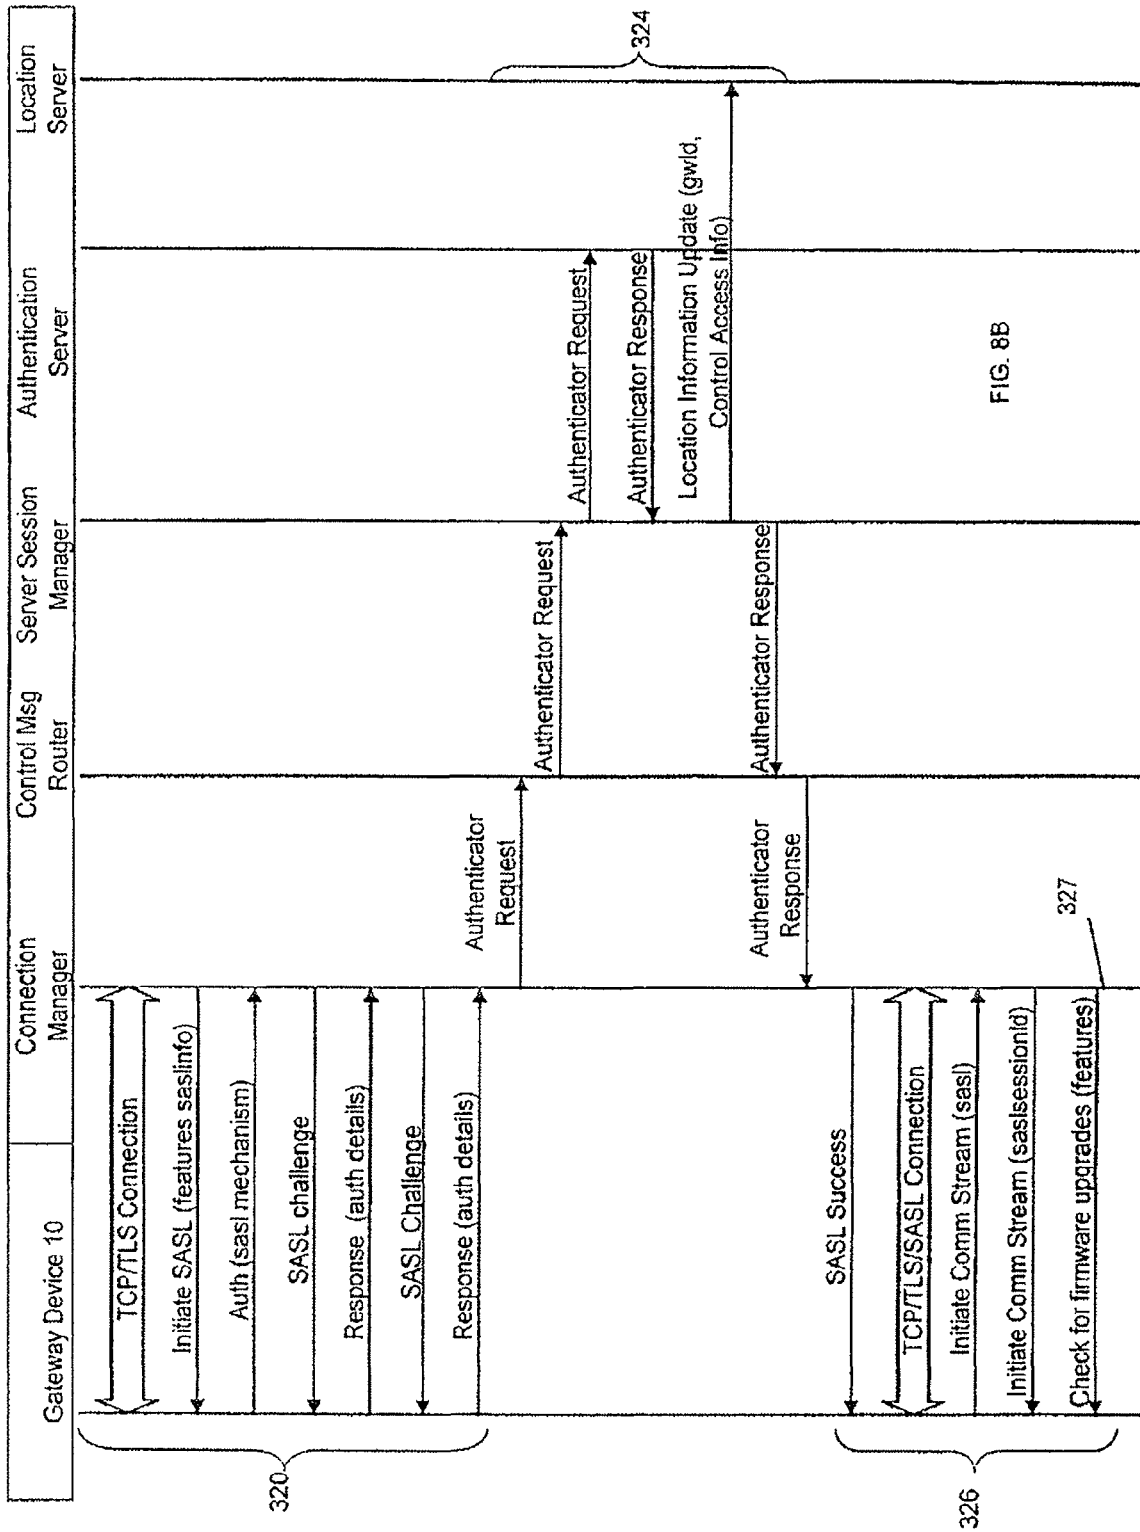 Gateway Device 10
Connection
Manager
Control Msg
Router
Server Session
Manager
Authentication
Server
Location
Server
320
TCP/TLS Connection
Initiate SASL (features saslinfo)
Auth (sasl mechanism)
SASL challenge
Response (auth details)
SASL Challenge
Response (auth details)
Authenticator
Request
Authenticator Request
Authenticator Request
Authenticator Response
Location Information Update (gwId,
Control Access Info)
324
Authenticator Response
Authenticator
Response
326
SASL Success
TCP/TLS/SASL Connection
Initiate Comm Stream (sasl)
Initiate Comm Stream (saslsessionId)
Check for firmware upgrades (features)
327
FIG. 8B